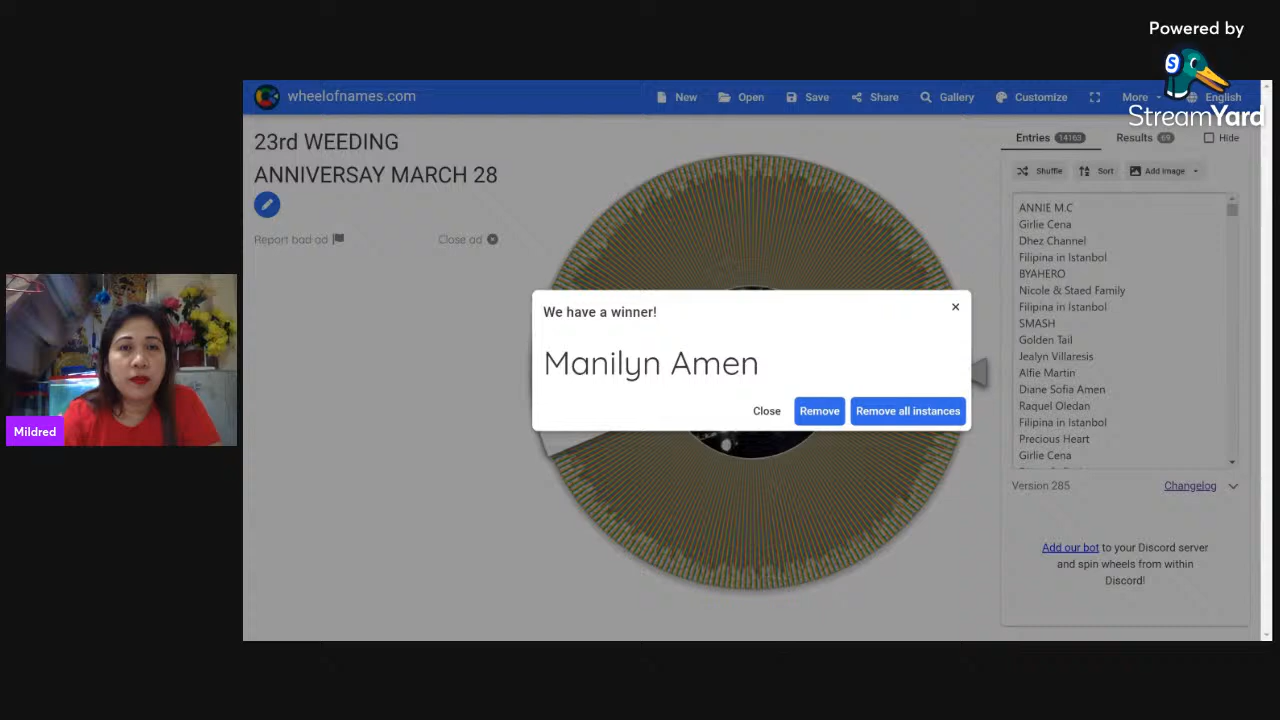 Powered by
StreamYard
wheelofnames.com
New
Open
Save
Share
Gallery
Customize
More
English
23rd WEEDING
ANNIVERSAY MARCH 28
Report bad ad
Close ad
Entries 14163
Results 69
Hide
Shuffle
Sort
Add image
ANNIE M.C
Girlie Cena
Dhez Channel
Filipina in Istanbol
BYAHERO
Nicole & Staed Family
Filipina in Istanbol
SMASH
Golden Tail
Jealyn Villaresis
Alfie Martin
Diane Sofia Amen
Raquel Oledan
Filipina in Istanbol
Precious Heart
Girlie Cena
Version 285
Changelog
Add our bot to your Discord server
and spin wheels from within
Discord!
We have a winner!
Manilyn Amen
Close
Remove
Remove all instances
Mildred